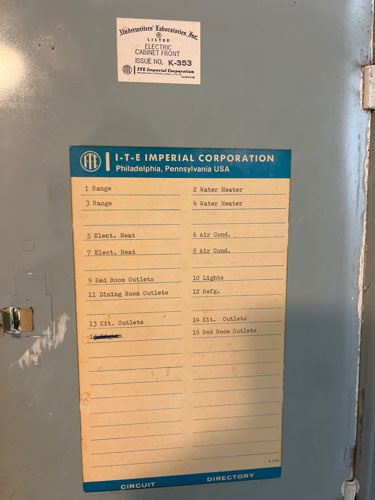 Underwriters' Laboratories, Inc.
®
LISTED
ELECTRIC
CABINET FRONT
ISSUE NO. K-353
ITE Imperial Corporation
ITE I-T-E IMPERIAL CORPORATION
Philadelphia, Pennsylvania USA
1 Range 2 Water Heater
3 Range 4 Water Heater
5 Elect. Heat 6 Air Cond.
7 Elect. Heat 8 Air Cond.
9 Bed Room Outlets 10 Lights
11 Dining Room Outlets 12 Refg.
13 Kit. Outlets 14 Kit. Outlets
16 Bed Room Outlets
CIRCUIT DIRECTORY